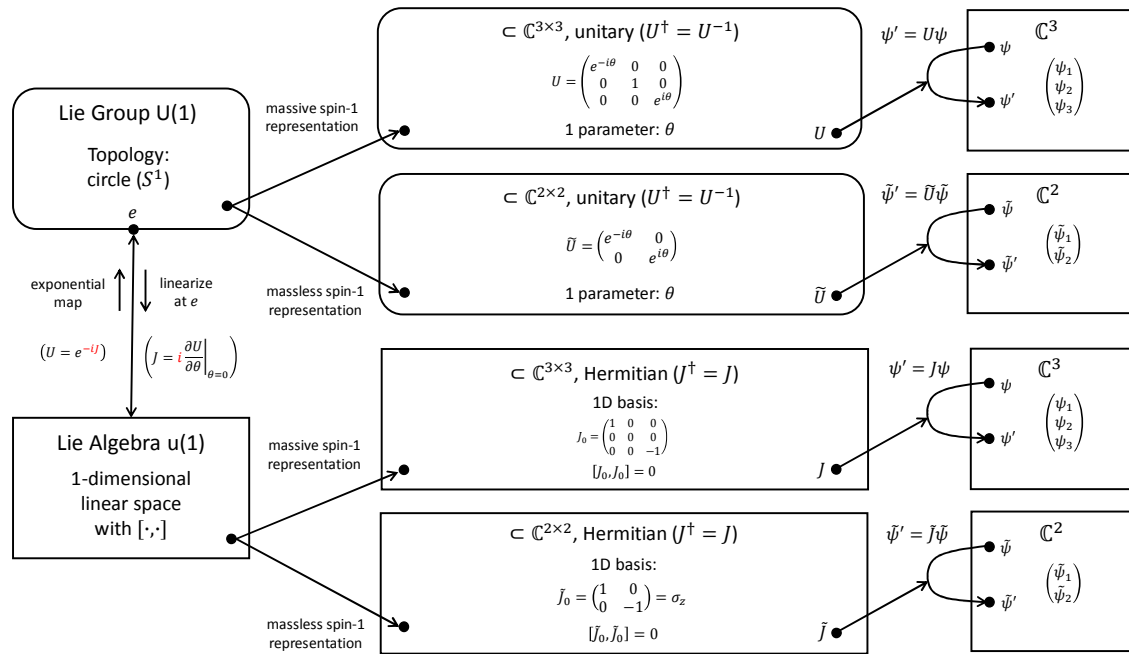 Lie Group U(1)
Topology:
circle (𝑆¹)
𝑒
exponential
map
linearize
at 𝑒
(𝑈 = 𝑒^{−𝑖𝐽})
(𝐽 = 𝑖 ∂𝑈/∂𝜃|_{𝜃=0})
Lie Algebra u(1)
1-dimensional
linear space
with [·,·]
massive spin-1
representation
⊂ ℂ^{3×3}, unitary (𝑈† = 𝑈⁻¹)
𝑈 = (𝑒^{−𝑖𝜃} 0 0
0 1 0
0 0 𝑒^{𝑖𝜃})
1 parameter: 𝜃
𝑈
𝜓′ = 𝑈𝜓
𝜓
𝜓′
ℂ³
(𝜓₁
𝜓₂
𝜓₃)
massless spin-1
representation
⊂ ℂ^{2×2}, unitary (𝑈† = 𝑈⁻¹)
Ũ = (𝑒^{−𝑖𝜃} 0
0 𝑒^{𝑖𝜃})
1 parameter: 𝜃
Ũ
𝜓̃′ = Ũ𝜓̃
𝜓̃
𝜓̃′
ℂ²
(𝜓̃₁
𝜓̃₂)
massive spin-1
representation
⊂ ℂ^{3×3}, Hermitian (𝐽† = 𝐽)
1D basis:
𝐽₀ = (1 0 0
0 0 0
0 0 −1)
[𝐽₀, 𝐽₀] = 0
𝐽
𝜓′ = 𝐽𝜓
𝜓
𝜓′
ℂ³
(𝜓₁
𝜓₂
𝜓₃)
massless spin-1
representation
⊂ ℂ^{2×2}, Hermitian (𝐽† = 𝐽)
1D basis:
𝐽̃₀ = (1 0
0 −1) = 𝜎_𝑧
[𝐽̃₀, 𝐽̃₀] = 0
𝐽̃
𝜓̃′ = 𝐽̃𝜓̃
𝜓̃
𝜓̃′
ℂ²
(𝜓̃₁
𝜓̃₂)